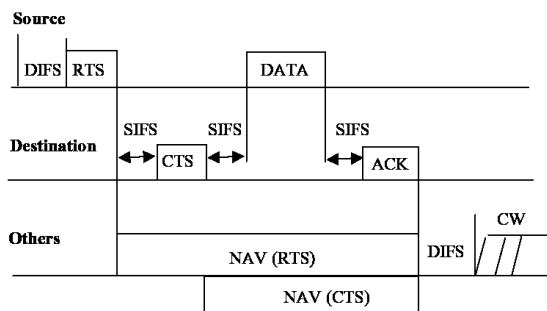 Source
DIFS RTS DATA
SIFS SIFS SIFS
Destination CTS ACK
CW
Others DIFS
NAV (RTS)
NAV (CTS)